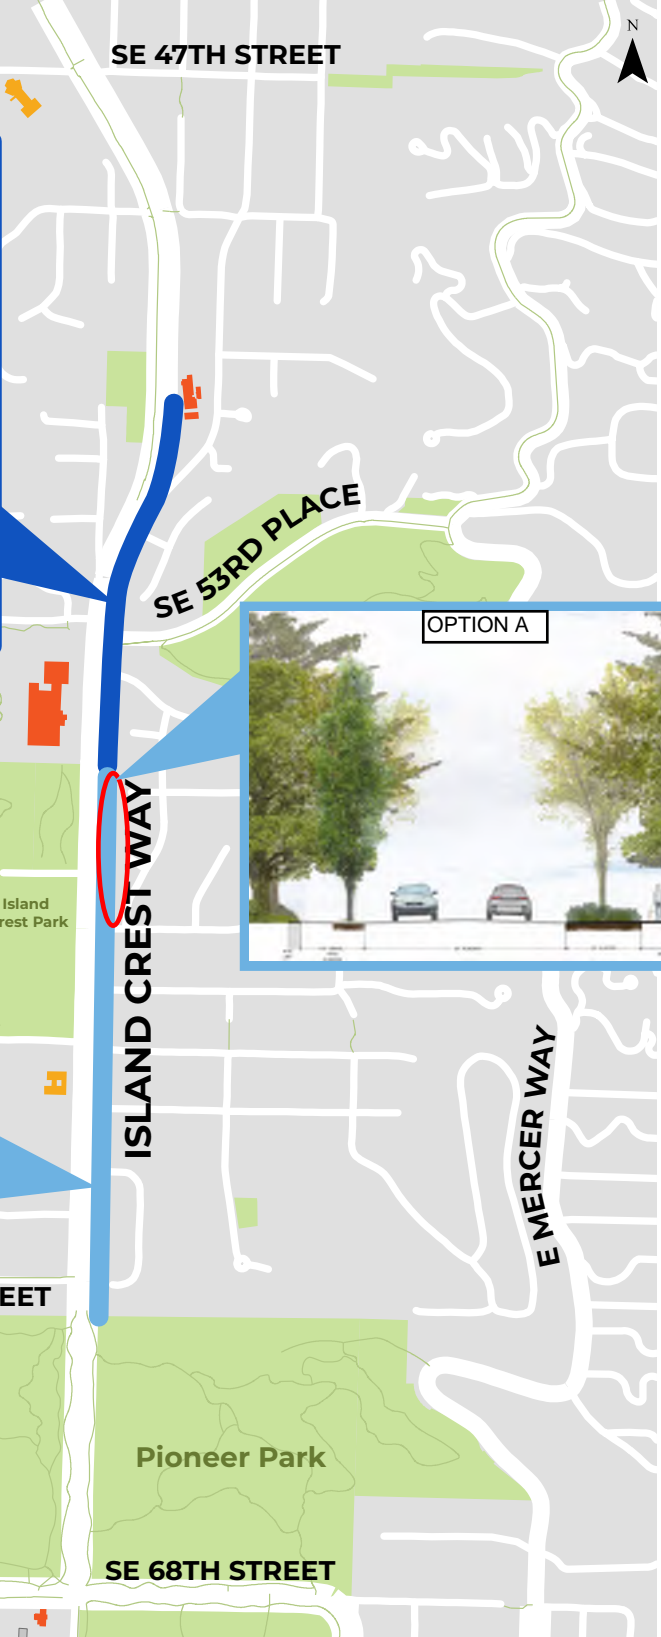 N
SE 47TH STREET
SE 53RD PLACE
OPTION A
ISLAND CREST WAY
Island
rest Park
E MERCER WAY
EET
Pioneer Park
SE 68TH STREET